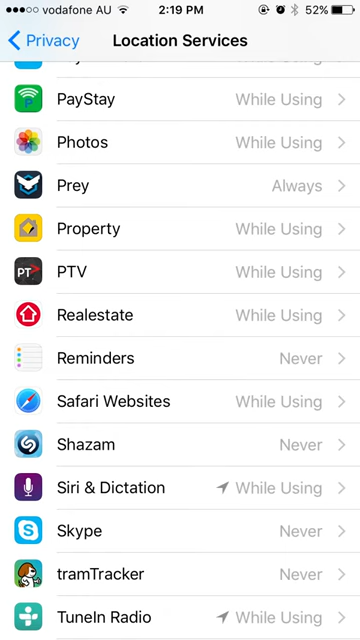 vodafone AU 2:19 PM 52%
Privacy Location Services
PayStay While Using
Photos While Using
Prey Always
Property While Using
PTV While Using
Realestate While Using
Reminders Never
Safari Websites While Using
Shazam Never
Siri & Dictation While Using
Skype Never
tramTracker Never
TuneIn Radio While Using